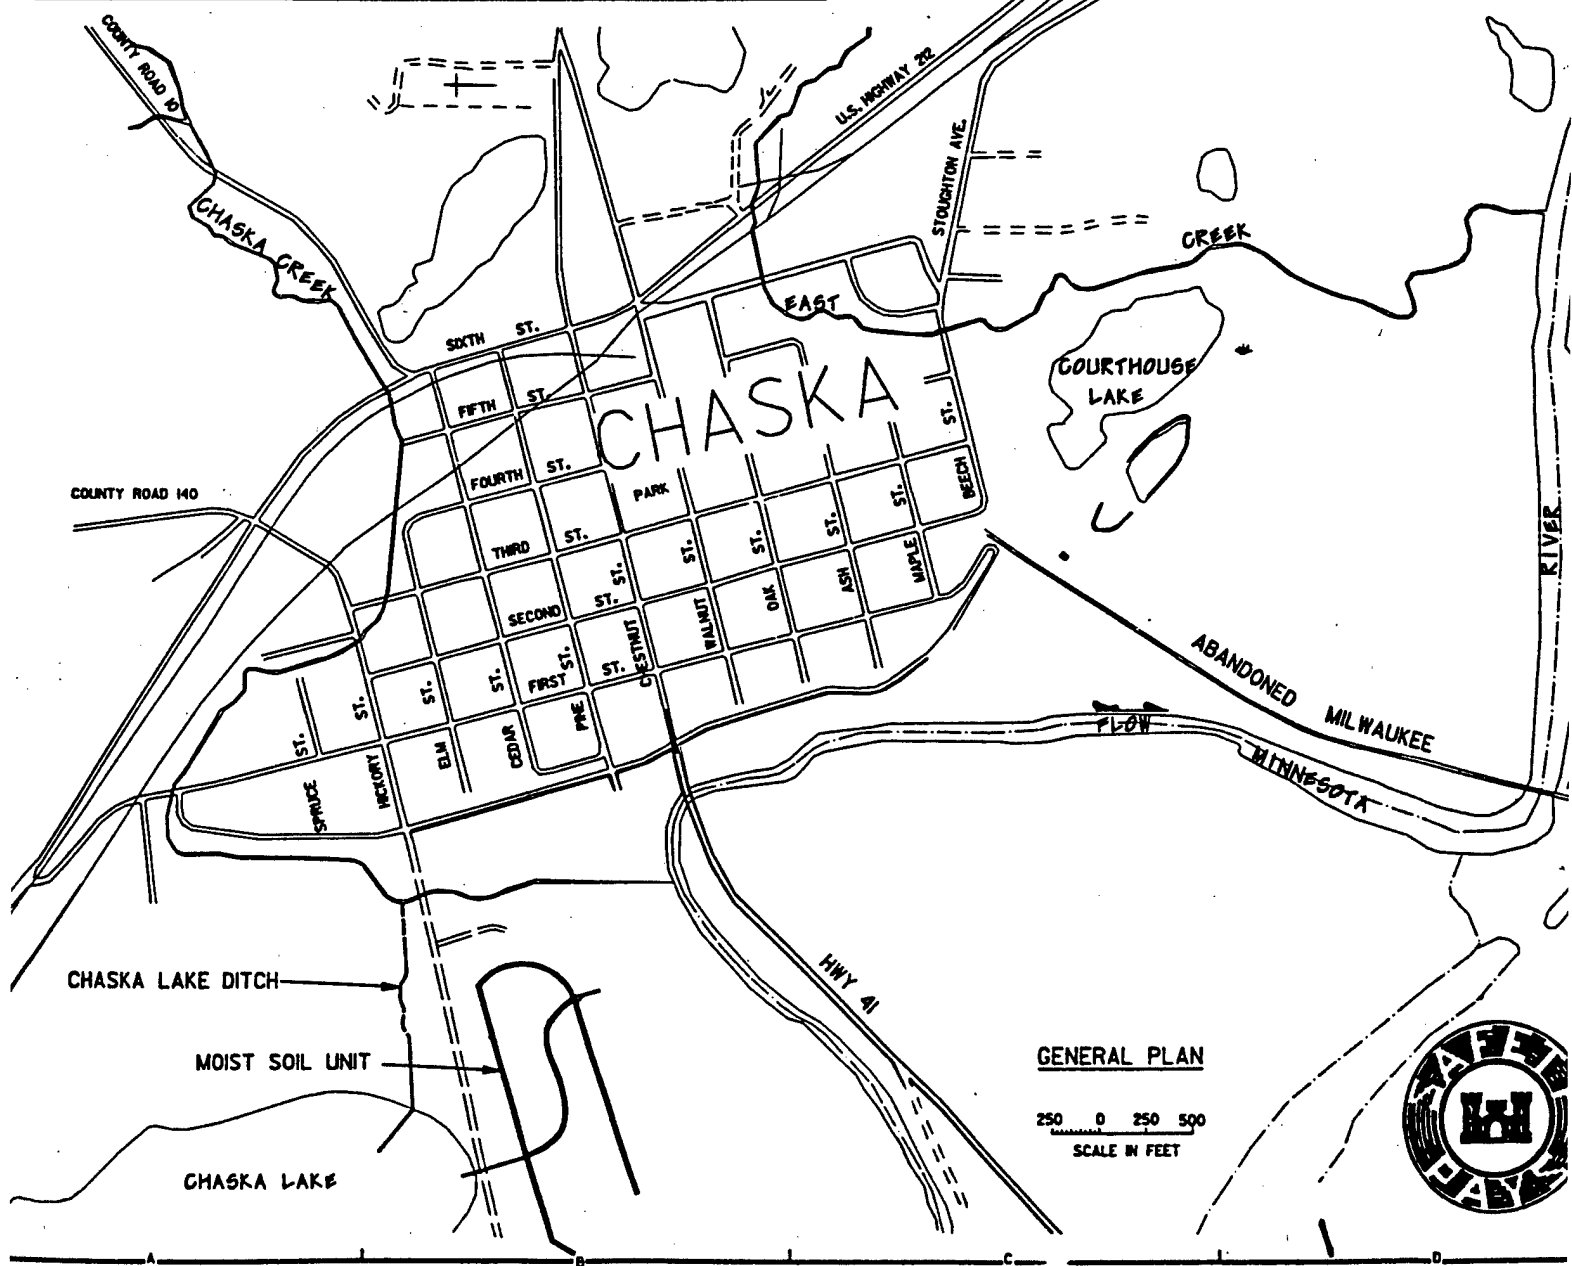 COUNTY ROAD 10
U.S. HIGHWAY 212
STOUGHTON AVE.
CHASKA CREEK
CREEK
EAST
SIXTH ST.
COURTHOUSE
LAKE
FIFTH ST.
CHASKA
ST.
FOURTH ST.
BEECH
COUNTY ROAD 140
PARK
ST.
THIRD ST.
ST.
ST.
ST.
ST.
RIVER
MAPLE
ASH
OAK
SECOND ST.
WALNUT
CHESTNUT
ABANDONED MILWAUKEE
FIRST ST.
ST.
ST.
ST.
ST.
ST.
PINE
CEDAR
ELM
HICKORY
SPRUCE
FLOW
MINNESOTA
CHASKA LAKE DITCH
HWY 41
MOIST SOIL UNIT
GENERAL PLAN
250 0 250 500
SCALE IN FEET
CHASKA LAKE
A B C D